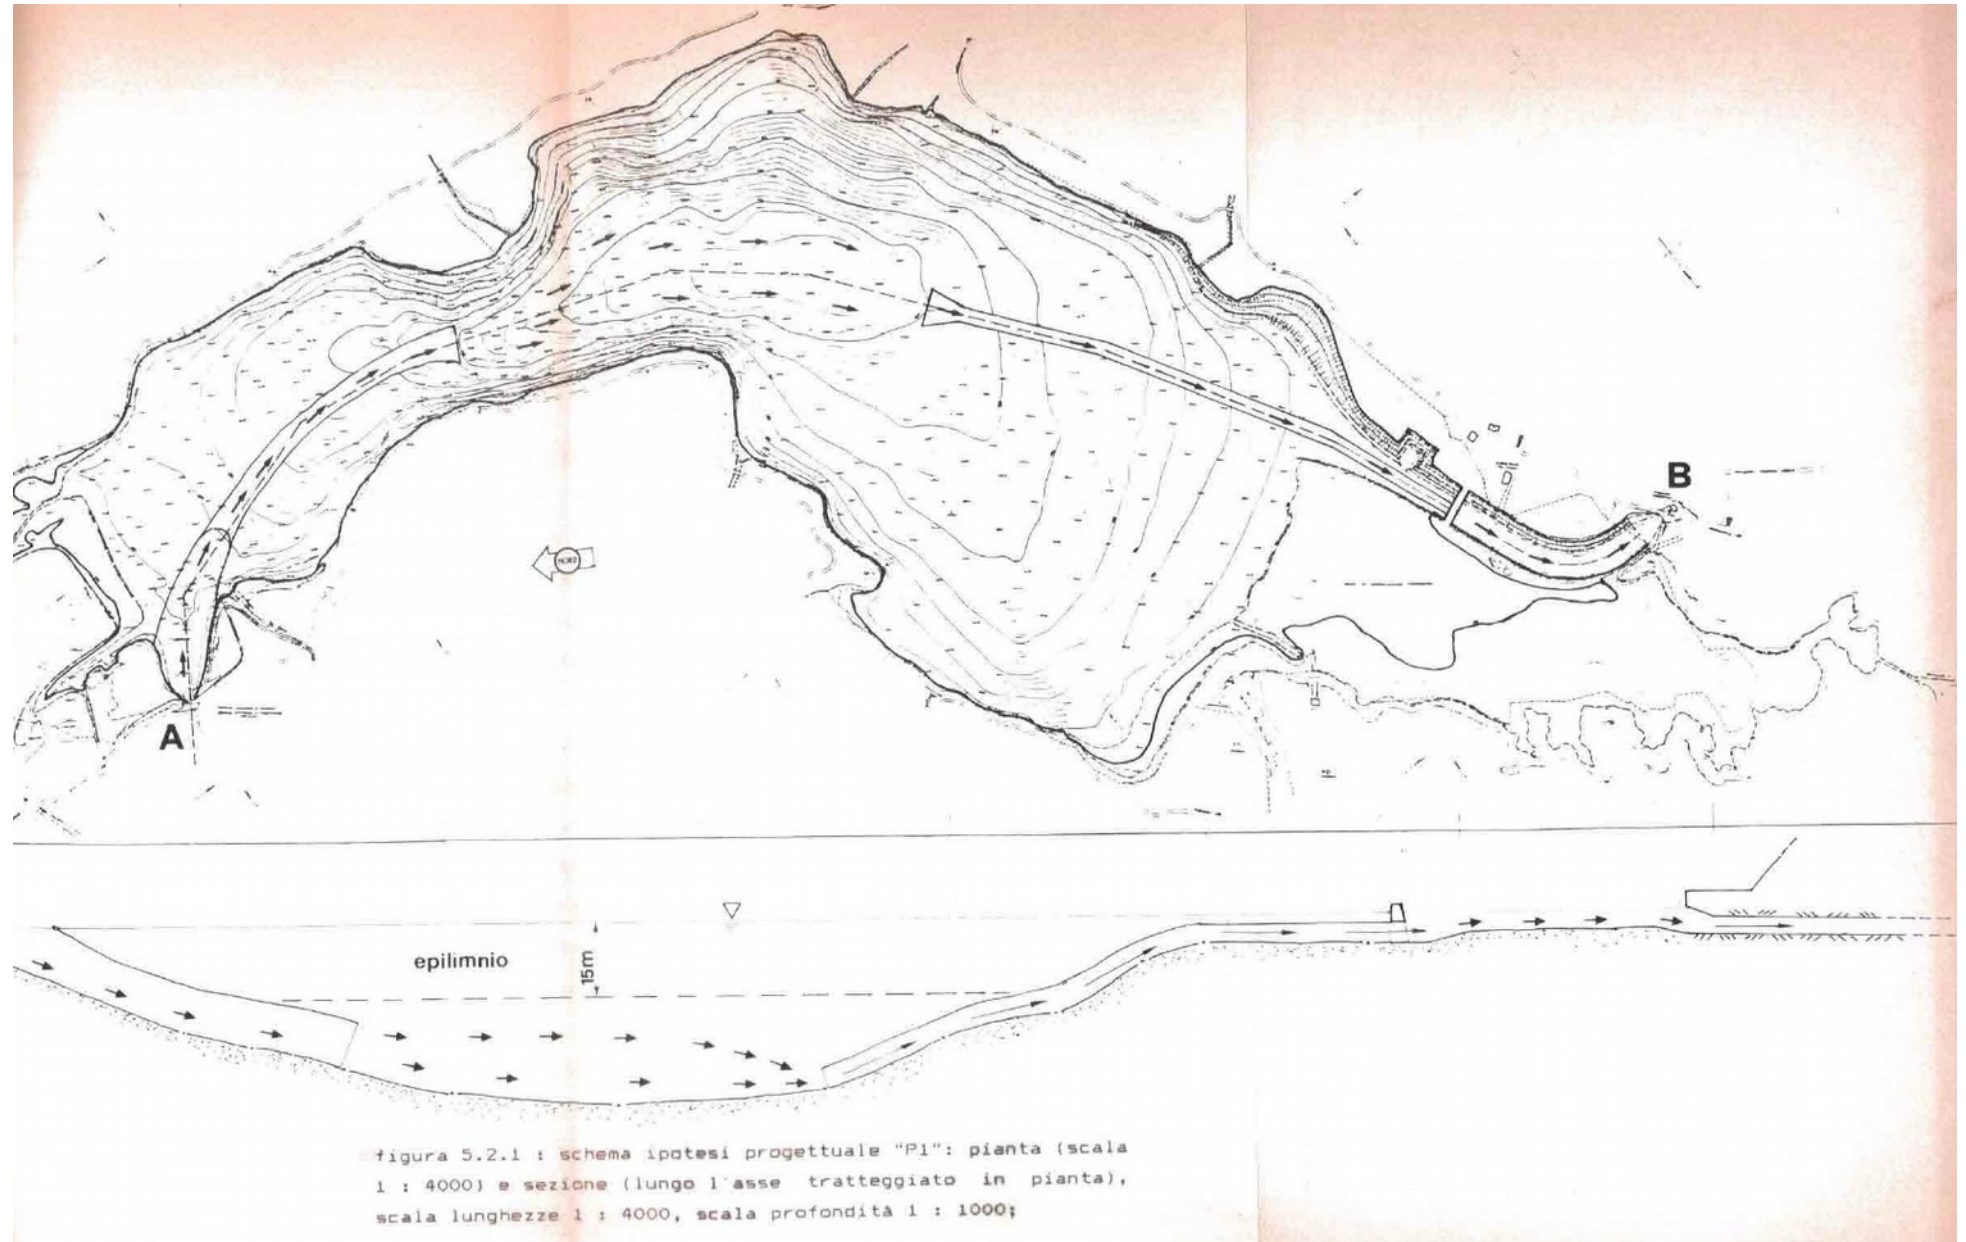 B
NORD
A
epilimnio
15m
figura 5.2.1 : schema ipotesi progettuale "P1": pianta (scala
1 : 4000) e sezione (lungo l'asse tratteggiato in pianta),
scala lunghezze 1 : 4000, scala profondità 1 : 1000;